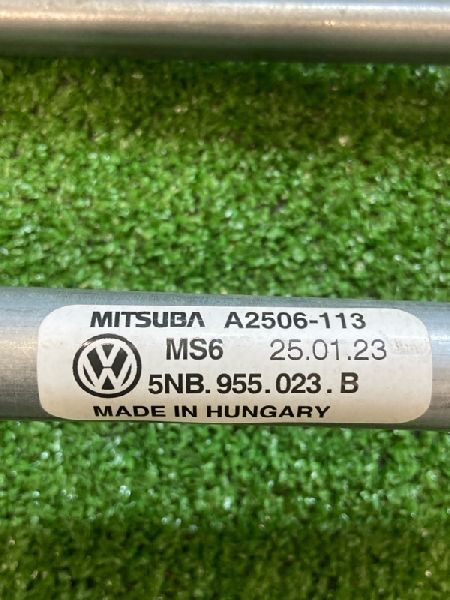 MITSUBA A2506-113
MS6 25.01.23
5NB.955.023.B
MADE IN HUNGARY